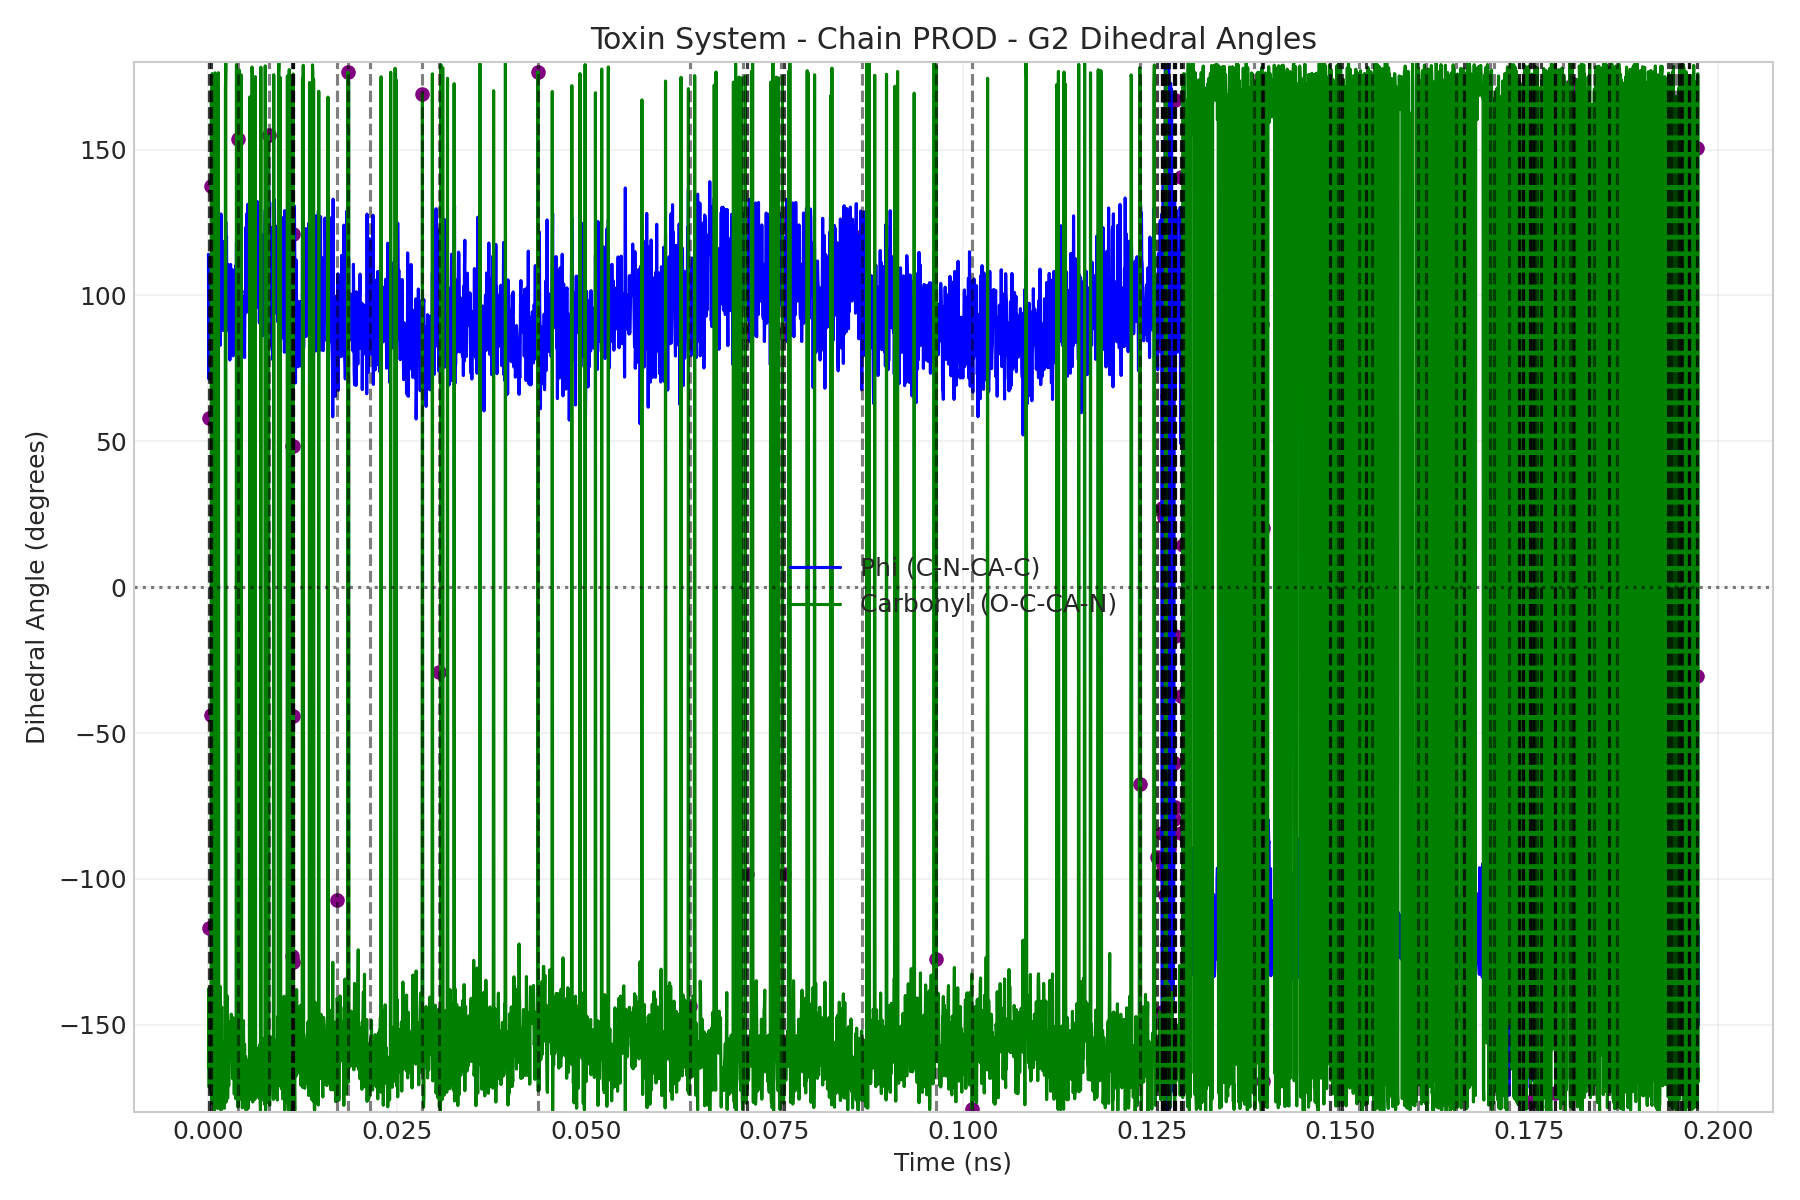 Toxin System - Chain PROD - G2 Dihedral Angles
Dihedral Angle (degrees)
150
100
50
0
−50
−100
−150
Phi (C-N-CA-C)
Carbonyl (O-C-CA-N)
0.000 0.025 0.050 0.075 0.100 0.125 0.150 0.175 0.200
Time (ns)